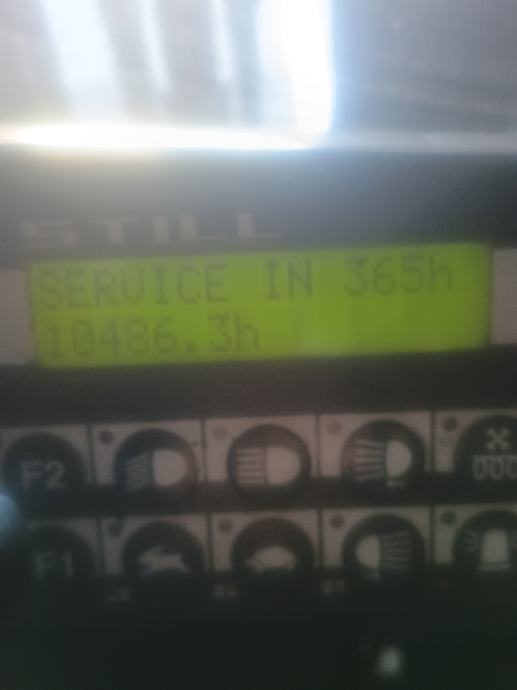 STILL
SERVICE IN 365h
10486.3h
F2
F1